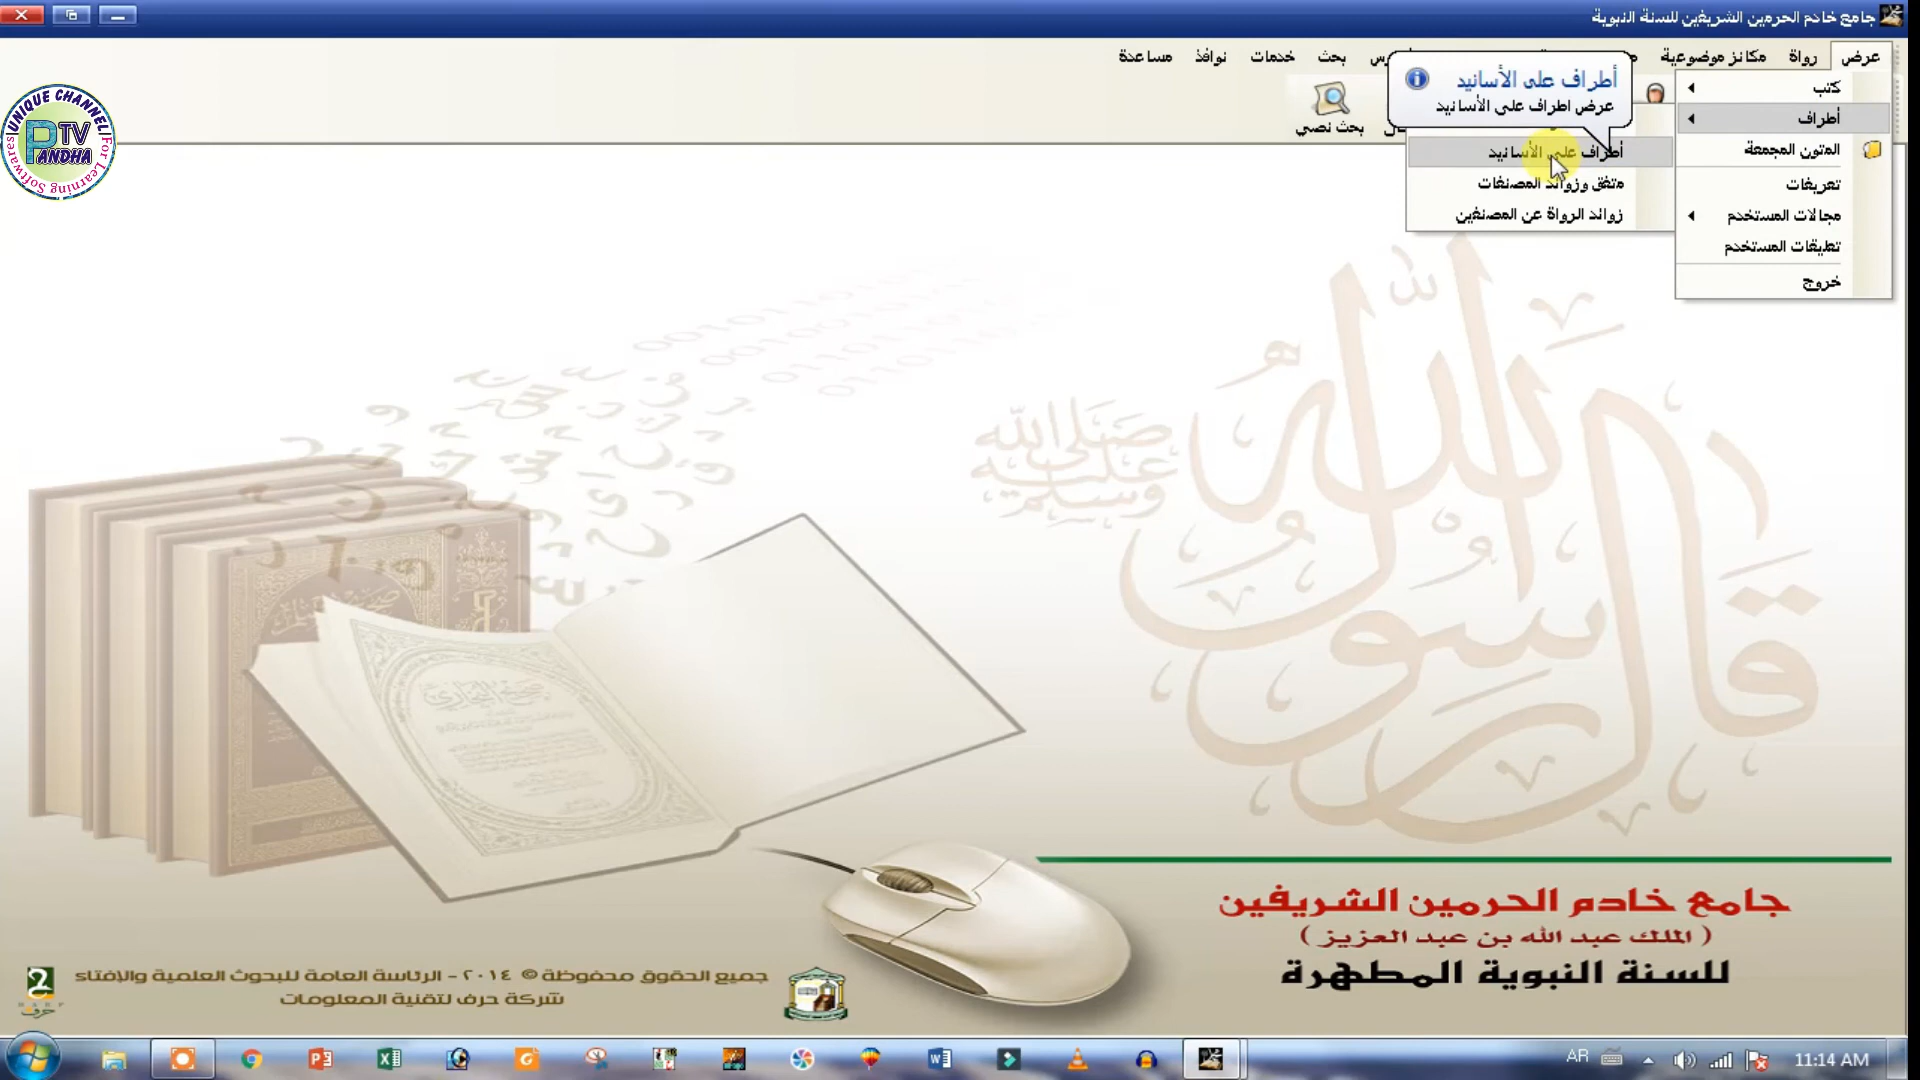 جامع خادم الحرمين الشريفين للسنة النبوية
عرض
رواة
مكانز موضوعية
بحث
خدمات
نوافذ
مساعدة
أطراف على الأسانيد
عرض اطراف على الأسانيد
بحث نصي
كتب
أطراف
المتون المجمعة
تعريفات
مجالات المستخدم
تعليقات المستخدم
خروج
أطراف على الأسانيد
متفق وزوائد المصنفات
زوائد الرواة عن المصنفين
UNIQUE CHANNEL
PTV
PANDHA
For Learning Softwares
قال رسول الله
صلى الله
عليه
وسلم
جامع خادم الحرمين الشريفين
( الملك عبد الله بن عبد العزيز )
للسنة النبوية المطهرة
جميع الحقوق محفوظة © ٢٠١٤ - الرئاسة العامة للبحوث العلمية والإفتاء
شركة حرف لتقنية المعلومات
HARF
حرف
AR
11:14 AM